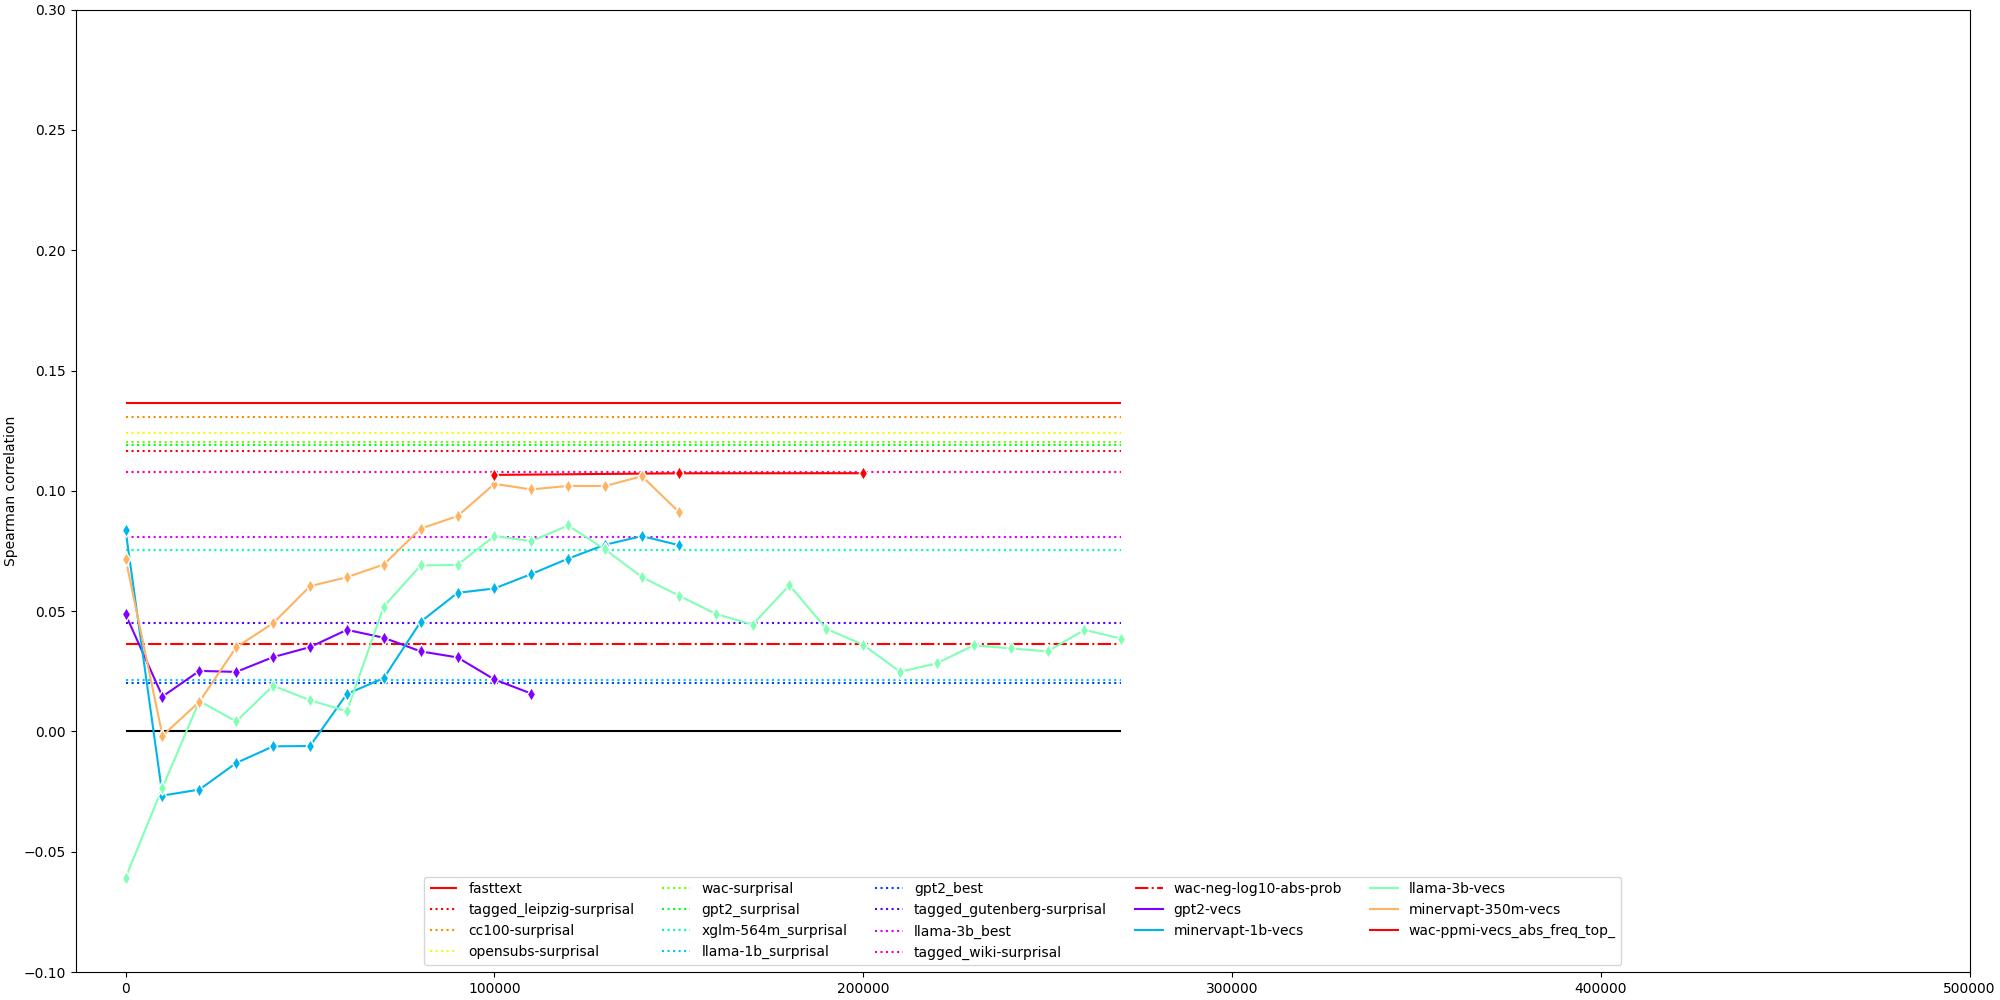 0.30
0.25
0.20
0.15
0.10
0.05
0.00
−0.05
−0.10
Spearman correlation
0
100000
200000
300000
400000
500000
fasttext
tagged_leipzig-surprisal
cc100-surprisal
opensubs-surprisal
wac-surprisal
gpt2_surprisal
xglm-564m_surprisal
llama-1b_surprisal
gpt2_best
tagged_gutenberg-surprisal
llama-3b_best
tagged_wiki-surprisal
wac-neg-log10-abs-prob
gpt2-vecs
minervapt-1b-vecs
llama-3b-vecs
minervapt-350m-vecs
wac-ppmi-vecs_abs_freq_top_